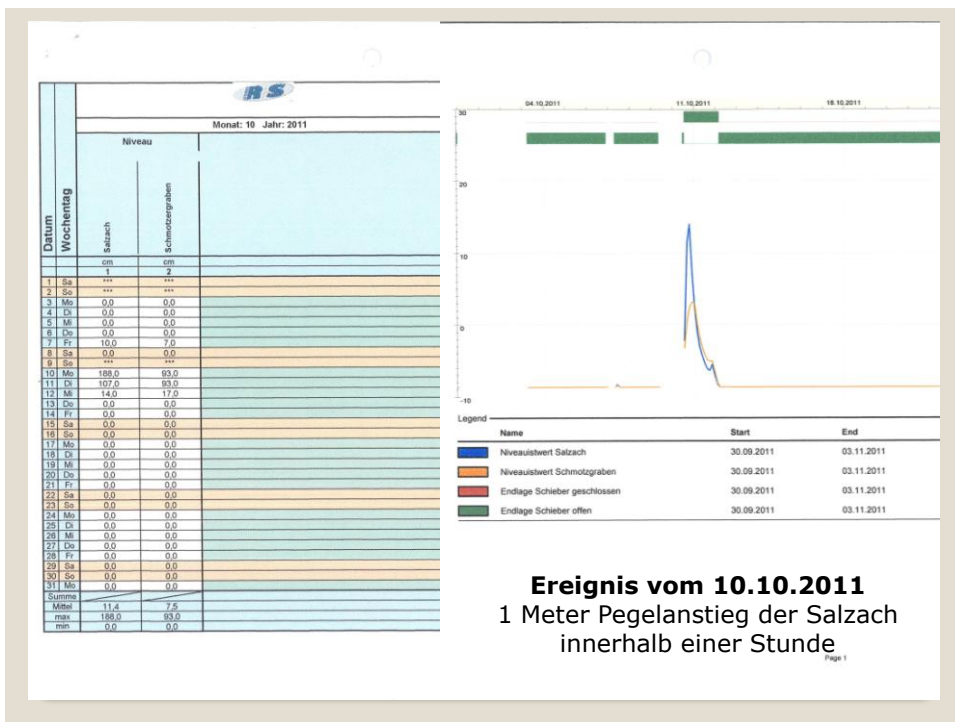 RS
Monat: 10 Jahr: 2011
Niveau
Datum Wochentag Salzach Schmotzergraben
cm cm
1 2
1 Sa *** ***
2 So *** ***
3 Mo 0,0 0,0
4 Di 0,0 0,0
5 Mi 0,0 0,0
6 Do 0,0 0,0
7 Fr 10,0 7,0
8 Sa 0,0 0,0
9 So *** ***
10 Mo 188,0 93,0
11 Di 107,0 93,0
12 Mi 14,0 17,0
13 Do 0,0 0,0
14 Fr 0,0 0,0
15 Sa 0,0 0,0
16 So 0,0 0,0
17 Mo 0,0 0,0
18 Di 0,0 0,0
19 Mi 0,0 0,0
20 Do 0,0 0,0
21 Fr 0,0 0,0
22 Sa 0,0 0,0
23 So 0,0 0,0
24 Mo 0,0 0,0
25 Di 0,0 0,0
26 Mi 0,0 0,0
27 Do 0,0 0,0
28 Fr 0,0 0,0
29 Sa 0,0 0,0
30 So 0,0 0,0
31 Mo 0,0 0,0
Summe
Mittel 11,4 7,5
max 188,0 93,0
min 0,0 0,0
04.10.2011 11.10.2011 18.10.2011
30
20
10
0
-10
Legend
Name Start End
Niveauistwert Salzach 30.09.2011 03.11.2011
Niveauistwert Schmotzgraben 30.09.2011 03.11.2011
Endlage Schieber geschlossen 30.09.2011 03.11.2011
Endlage Schieber offen 30.09.2011 03.11.2011
Ereignis vom 10.10.2011
1 Meter Pegelanstieg der Salzach
innerhalb einer Stunde
Page 1